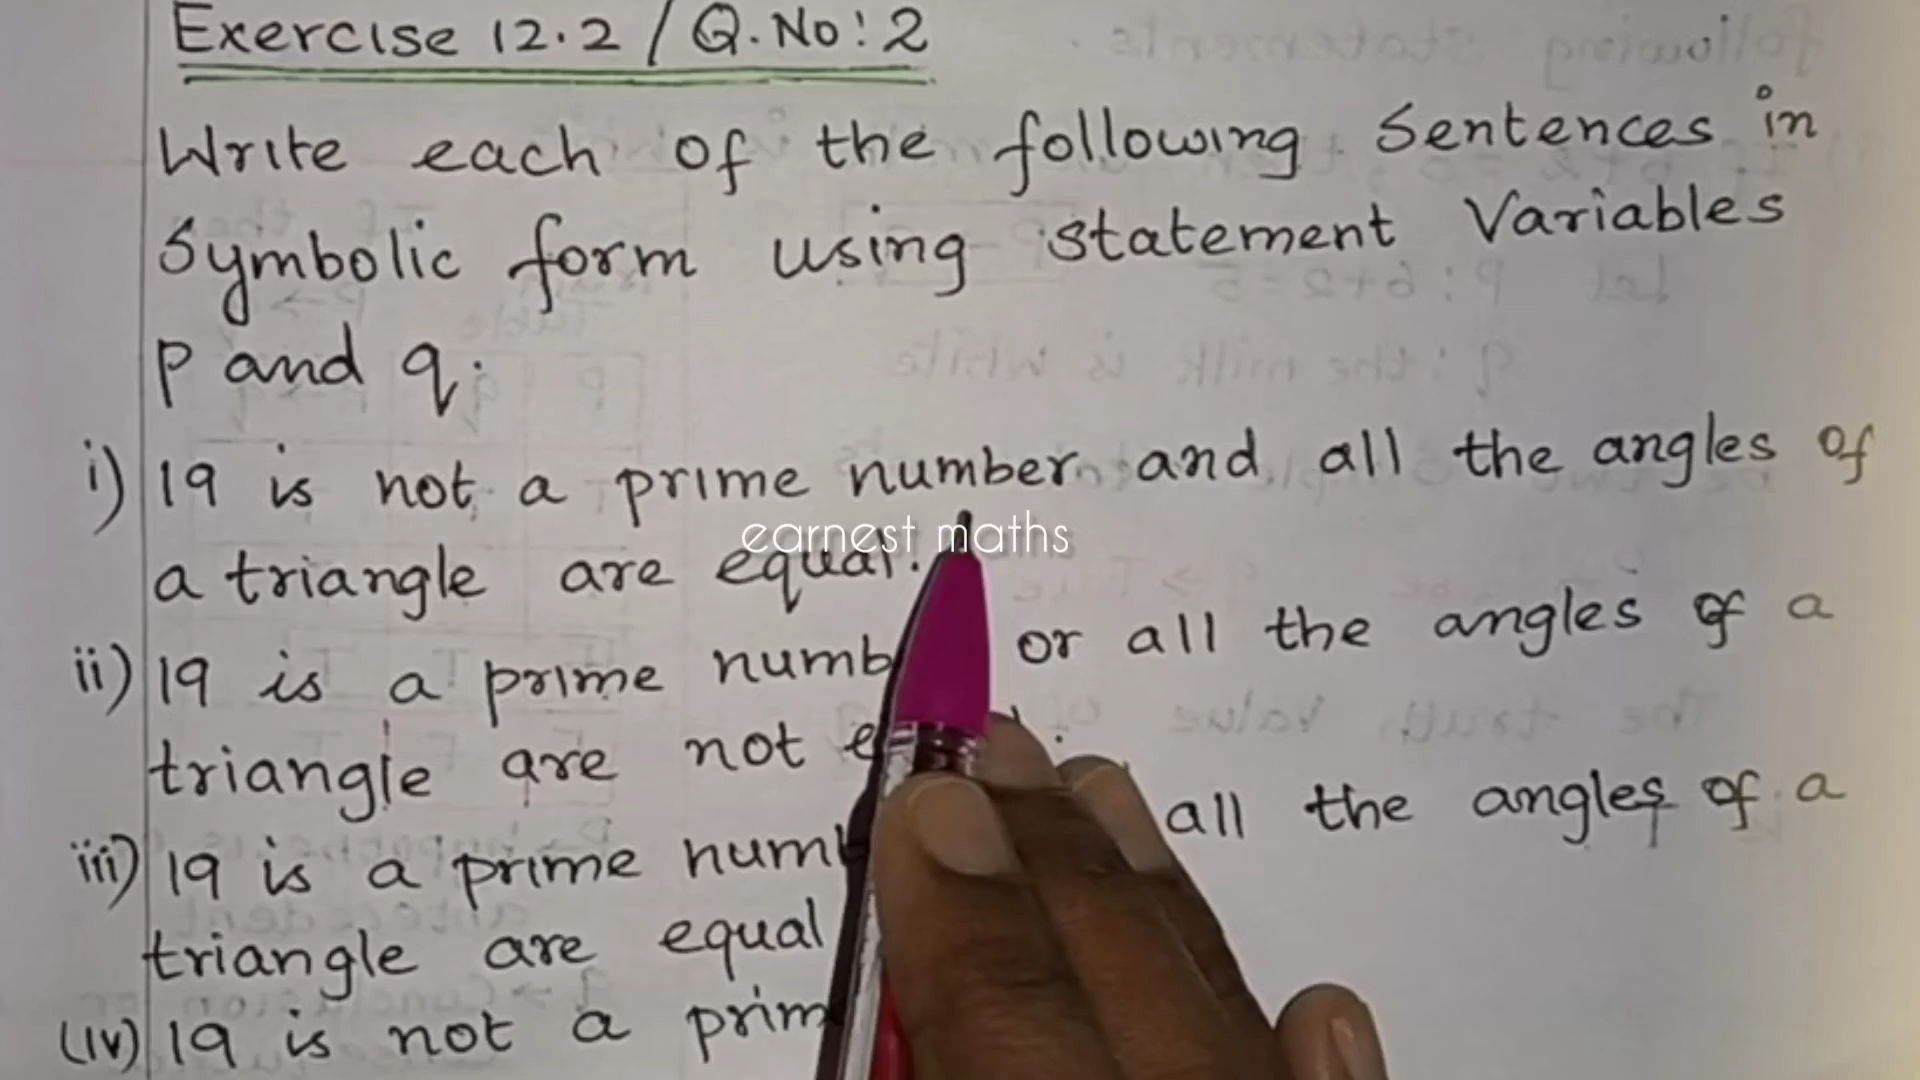 Exercise 12.2 / Q.No: 2
Write each of the following Sentences in
Symbolic form using statement Variables
P and q.
i) 19 is not a prime number and all the angles of
a triangle are equal.
earnest maths
ii) 19 is a prime or all the angles of a
triangle are not
iii) 19 is a prime all the angles of a
triangle are equal
(iv) 19 is not a